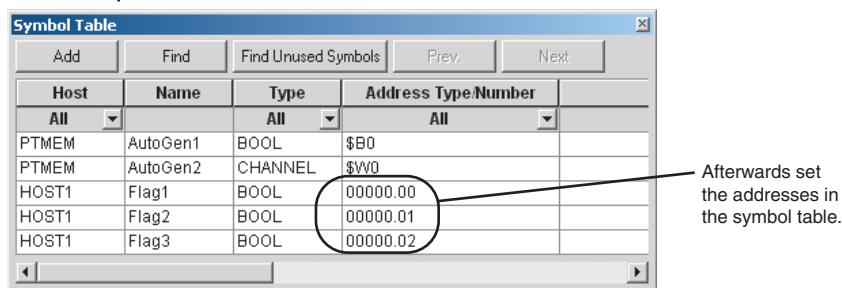 Symbol Table
Add Find Find Unused Symbols Prev. Next
Host Name Type Address Type/Number
All All All
PTMEM AutoGen1 BOOL $B0
PTMEM AutoGen2 CHANNEL $W0
HOST1 Flag1 BOOL 00000.00
HOST1 Flag2 BOOL 00000.01
HOST1 Flag3 BOOL 00000.02
Afterwards set
the addresses in
the symbol table.